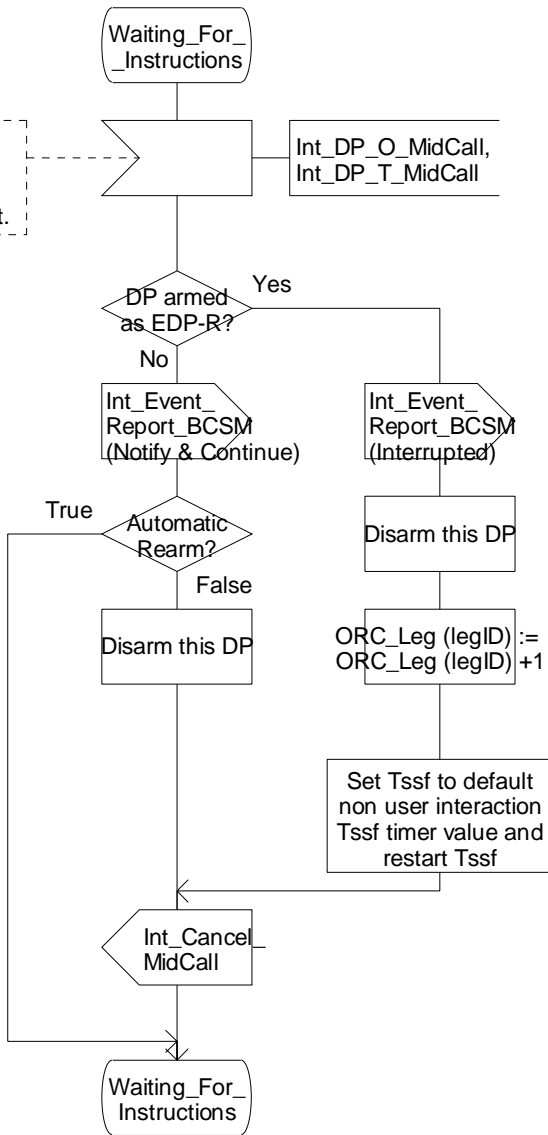 Waiting_For_
_Instructions
Int_DP_O_MidCall,
Int_DP_T_MidCall
t.
DP armed
as EDP-R?
Yes
No
Int_Event_
Report_BCSM
(Notify & Continue)
Int_Event_
Report_BCSM
(Interrupted)
True
Automatic
Rearm?
False
Disarm this DP
Disarm this DP
ORC_Leg (legID) :=
ORC_Leg (legID) +1
Set Tssf to default
non user interaction
Tssf timer value and
restart Tssf
Int_Cancel_
MidCall
Waiting_For_
Instructions